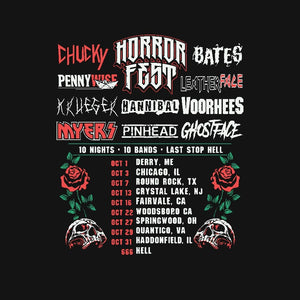 CHUCKY HORROR FEST BATES
PENNYWISE LEATHERFACE
KRUEGER HANNIBAL VOORHEES
MYERS PINHEAD GHOSTFACE
10 NIGHTS · 10 BANDS · LAST STOP HELL
OCT 1 DERRY, ME
OCT 3 CHICAGO, IL
OCT 7 ROUND ROCK, TX
OCT 13 CRYSTAL LAKE, NJ
OCT 16 FAIRVALE, CA
OCT 22 WOODSBORO CA
OCT 27 SPRINGWOOD, OH
OCT 29 QUANTICO, VA
OCT 31 HADDONFIELD, IL
666 HELL